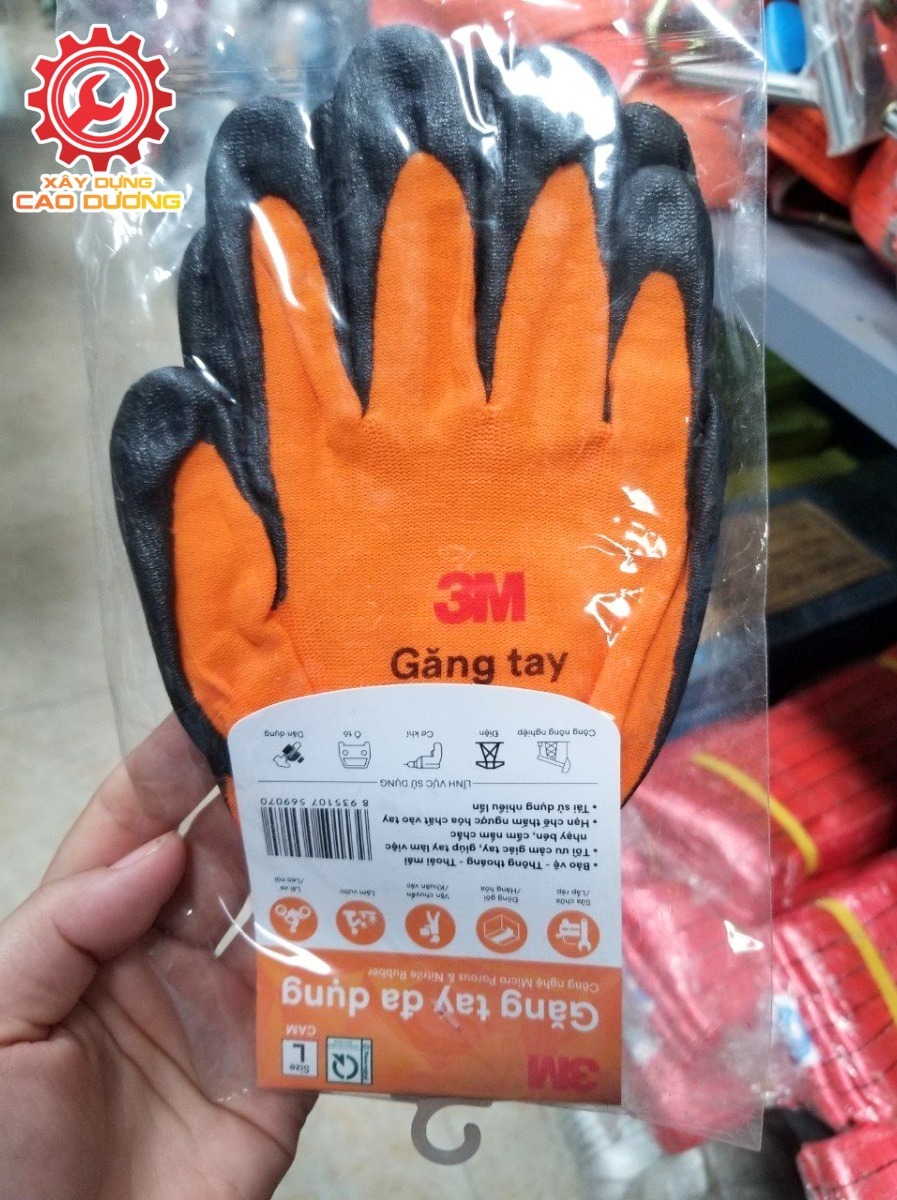 XÂY DỰNG
CAO DƯƠNG
3M
Găng tay
3M
Size
L
CAM
Găng tay đa dụng
Công nghệ Micro Porous & Nitrile Rubber
Sửa chữa
/Lắp ráp
Đóng gói
/Hàng hóa
Vận chuyển
/Khuân vác
Làm vườn
Lái xe
/Leo núi
• Bảo vệ - Thông thoáng - Thoải mái
• Tối ưu cảm giác tay, giúp tay làm việc
nhạy bén, cầm nắm chắc
• Hạn chế thấm ngược hóa chất vào tay
• Tái sử dụng nhiều lần
8 935107 569070
LĨNH VỰC SỬ DỤNG
Công nông nghiệp
Điện
Cơ khí
Ô tô
Dân dụng